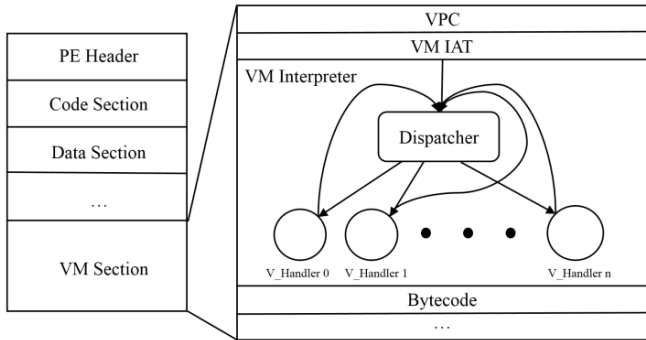 PE Header
Code Section
Data Section
...
VM Section
VPC
VM IAT
VM Interpreter
Dispatcher
V_Handler 0
V_Handler 1
V_Handler n
Bytecode
...